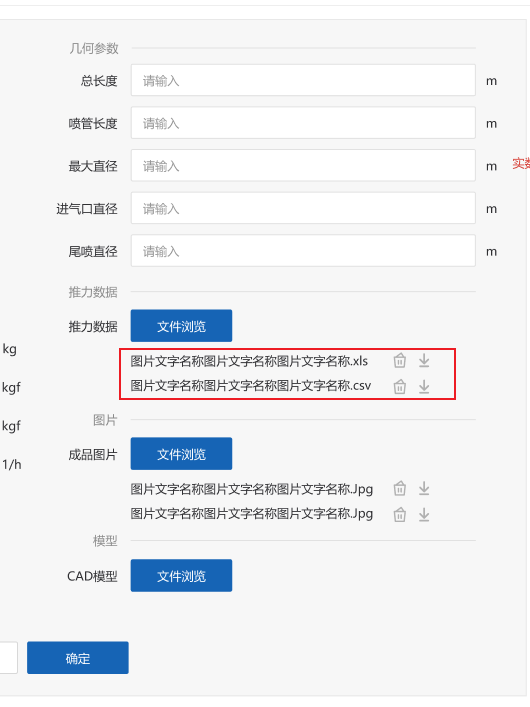 几何参数
总长度 请输入 m
喷管长度 请输入 m
最大直径 请输入 m
实数
进气口直径 请输入 m
尾喷直径 请输入 m
推力数据
推力数据 文件浏览
kg
图片文字名称图片文字名称图片文字名称.xls
图片文字名称图片文字名称图片文字名称.csv
kgf
图片
kgf
成品图片 文件浏览
1/h
图片文字名称图片文字名称图片文字名称.Jpg
图片文字名称图片文字名称图片文字名称.Jpg
模型
CAD模型 文件浏览
确定